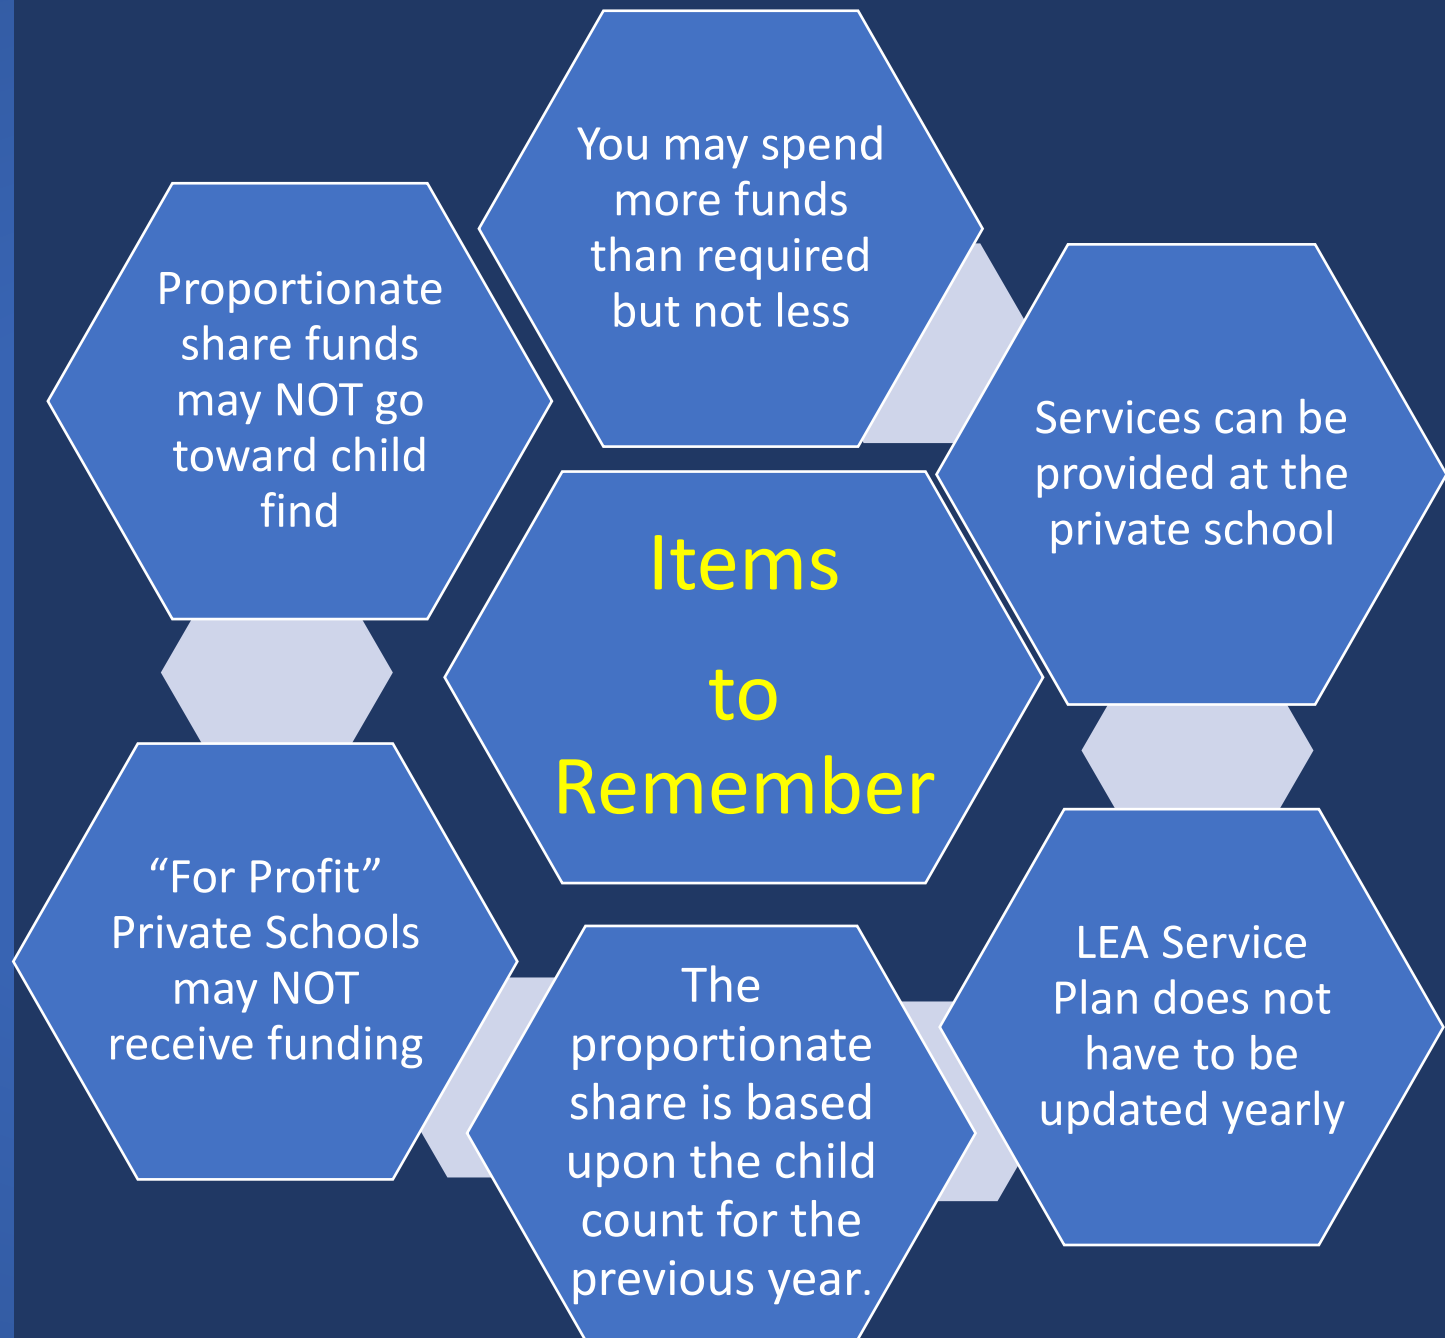 You may spend
more funds
than required
but not less
Services can be
provided at the
private school
LEA Service
Plan does not
have to be
updated yearly
The
proportionate
share is based
upon the child
count for the
previous year.
“For Profit”
Private Schools
may NOT
receive funding
Proportionate
share funds
may NOT go
toward child
find
Items
to
Remember